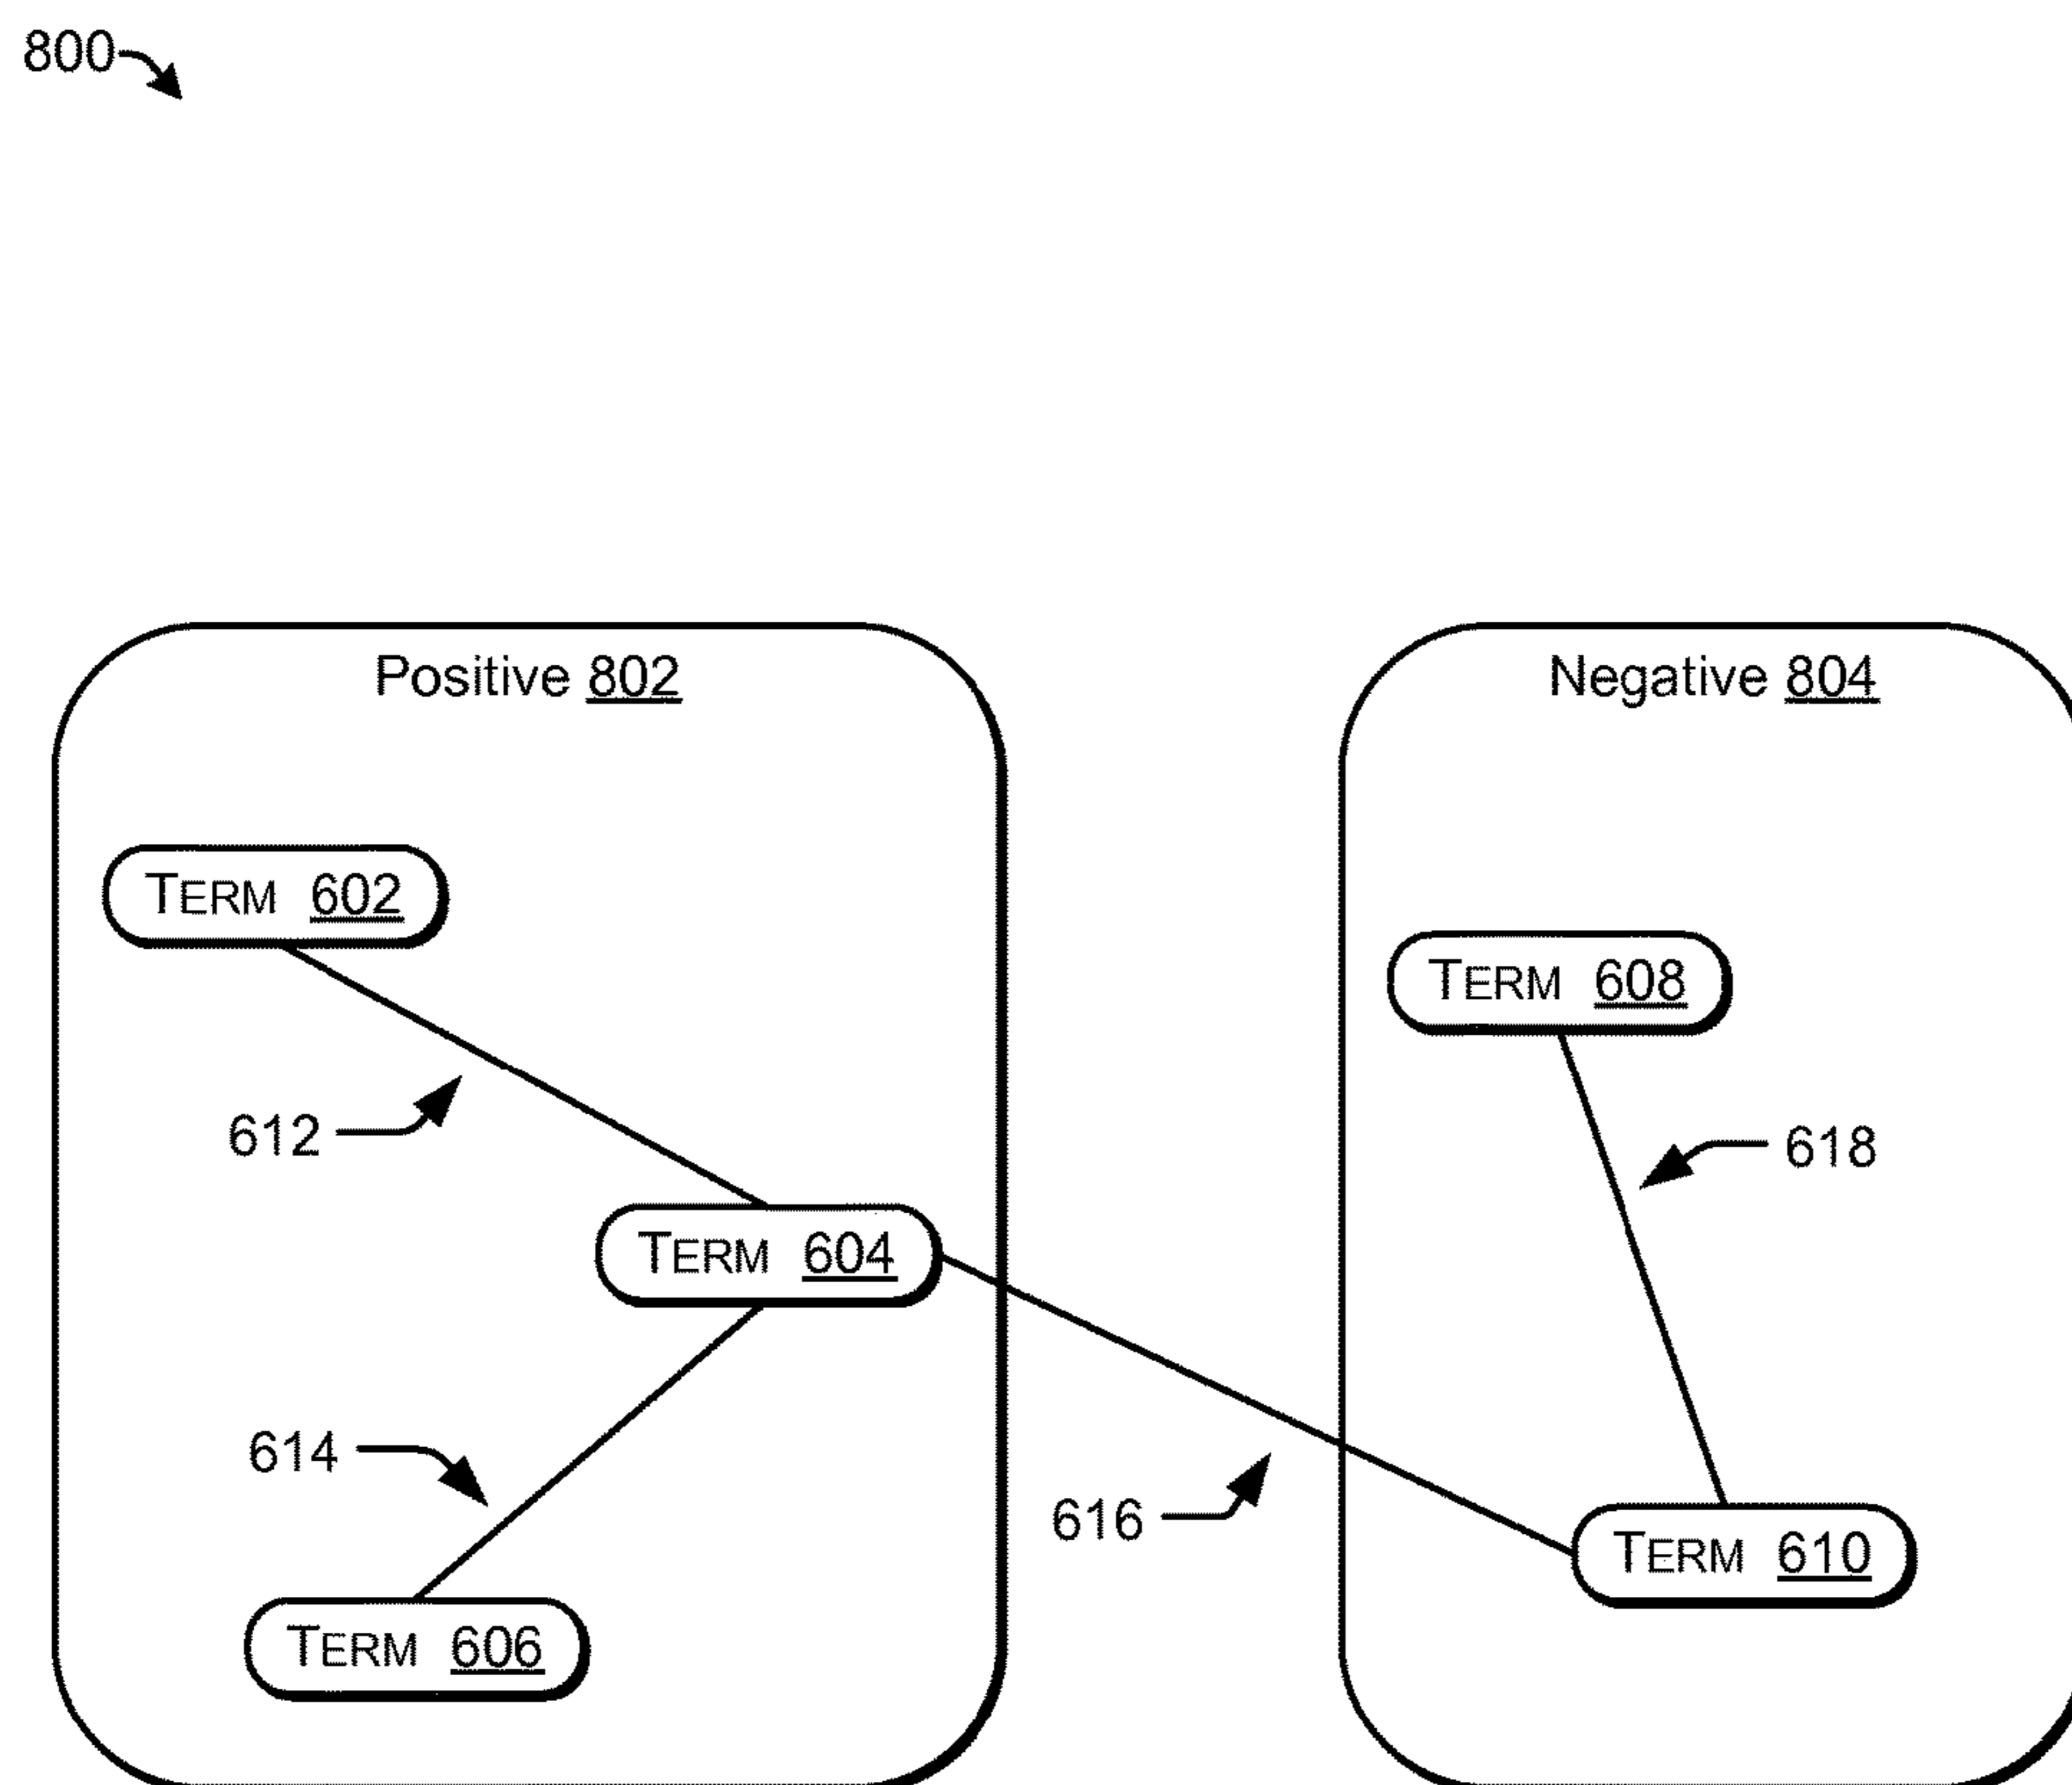 800
Positive 802
Negative 804
TERM 602
TERM 608
612
618
TERM 604
614
616
TERM 610
TERM 606